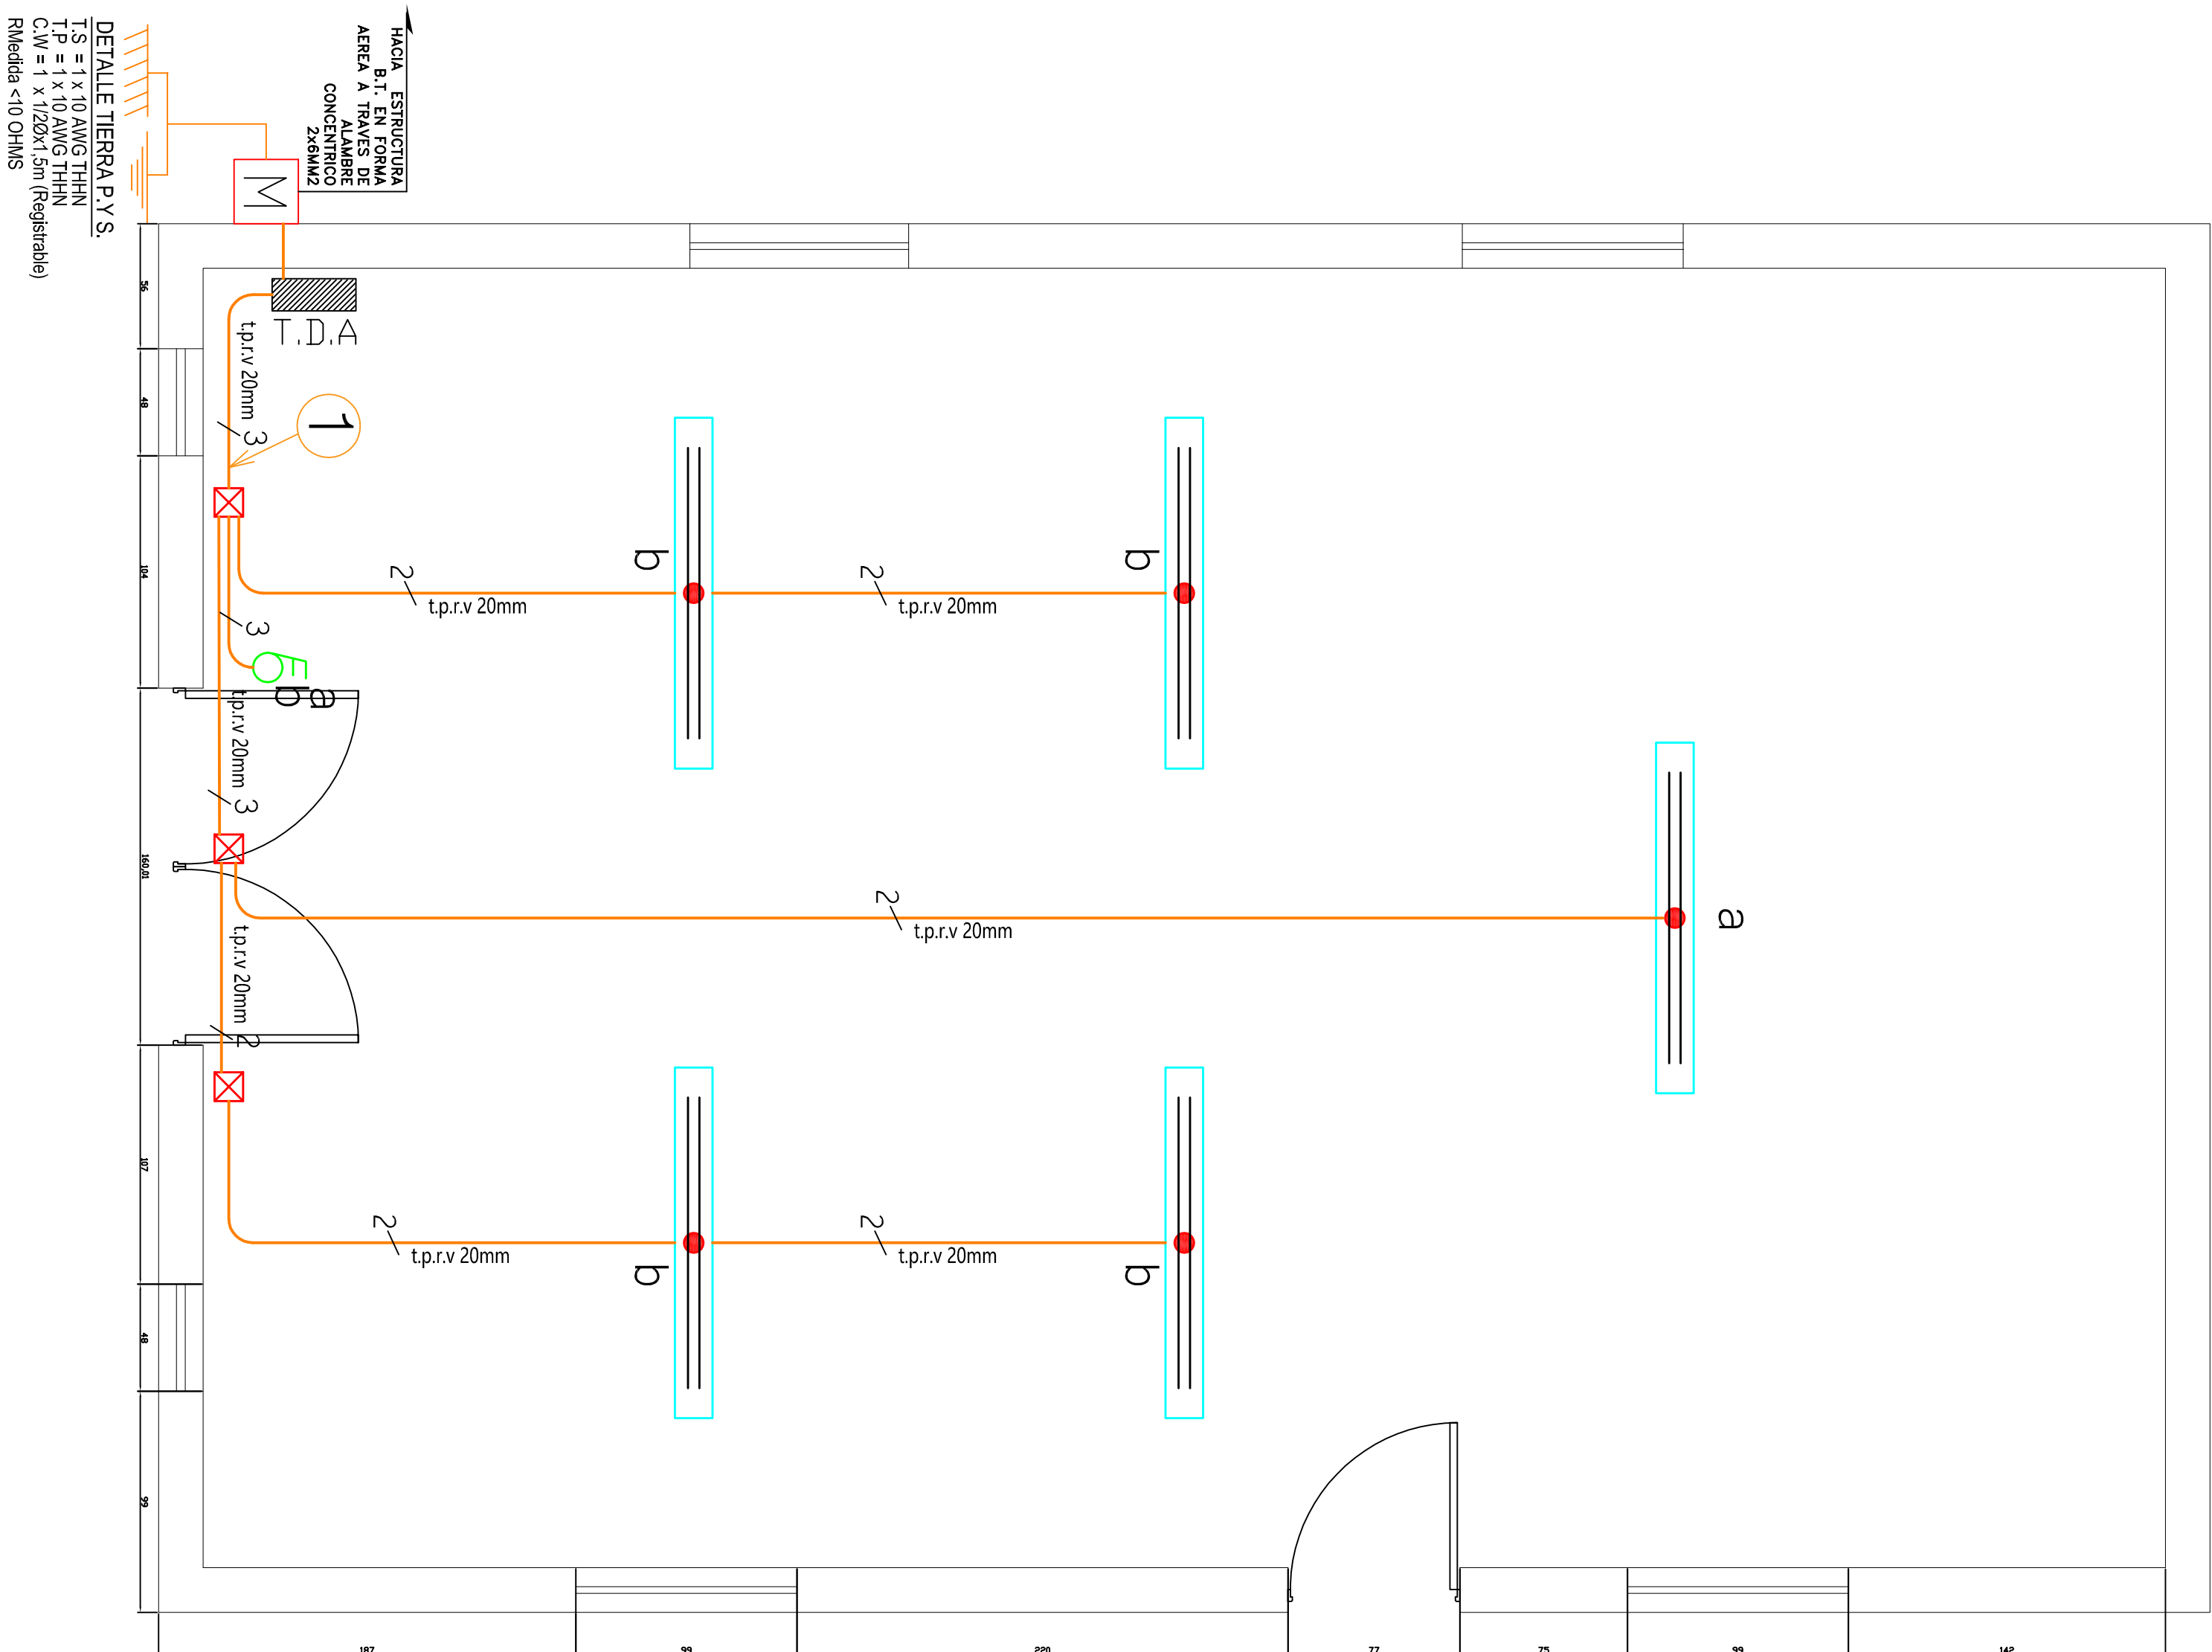 HACIA ESTRUCTURA
B.T. EN FORMA
AEREA A TRAVES DE
ALAMBRE
CONCENTRICO
2x6MM2
DETALLE TIERRA P.Y S.
T.S = 1 x 10 AWG THHN
T.P = 1 x 10 AWG THHN
C.W = 1 x 1/2Øx1,5m (Registrable)
RMedida <10 OHMS
M
T.D.A
t.p.r.v 20mm
3
1
2
t.p.r.v 20mm
b
2
t.p.r.v 20mm
b
3
a
b
t.p.r.v 20mm
3
2
t.p.r.v 20mm
a
t.p.r.v 20mm
2
2
t.p.r.v 20mm
b
2
t.p.r.v 20mm
b
56
48
104
160,01
107
48
99
187
99
220
77
75
99
142